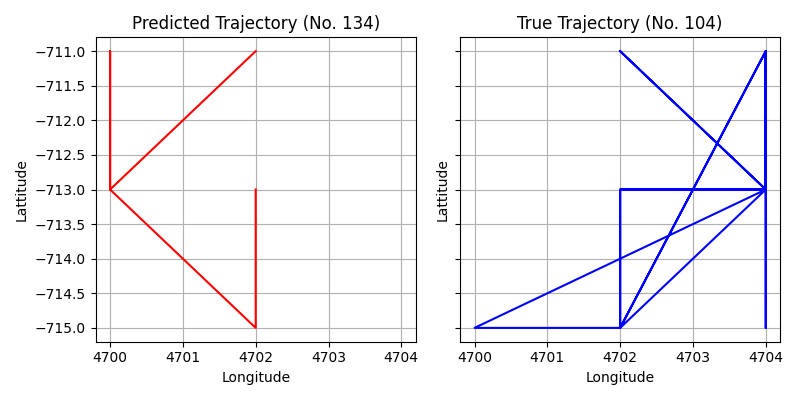 Predicted Trajectory (No. 134)
True Trajectory (No. 104)
Lattitude
−711.0
−711.5
−712.0
−712.5
−713.0
−713.5
−714.0
−714.5
−715.0
4700 4701 4702 4703 4704
Longitude
Lattitude
4700 4701 4702 4703 4704
Longitude